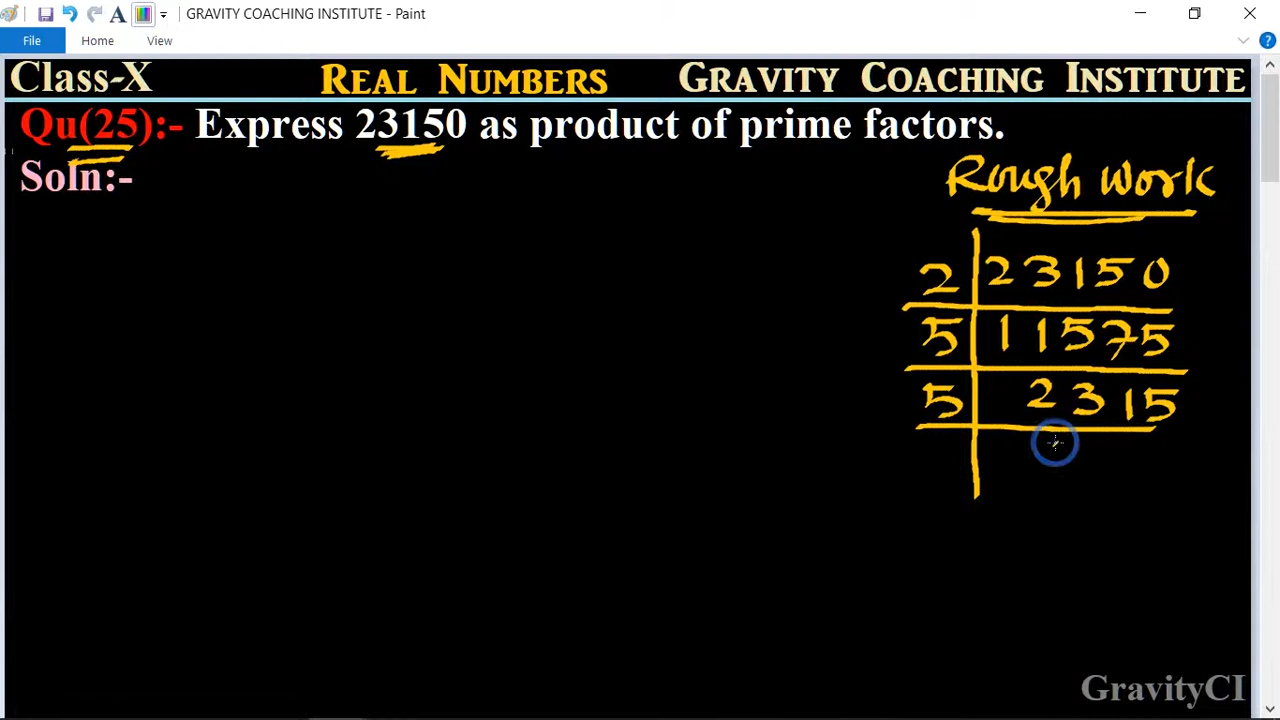 GRAVITY COACHING INSTITUTE - Paint
File Home View
Class-X Real Numbers Gravity Coaching Institute
Qu(25):- Express 23150 as product of prime factors.
Soln:-
Rough Work
2 23150
5 11575
5 2315
GravityCI